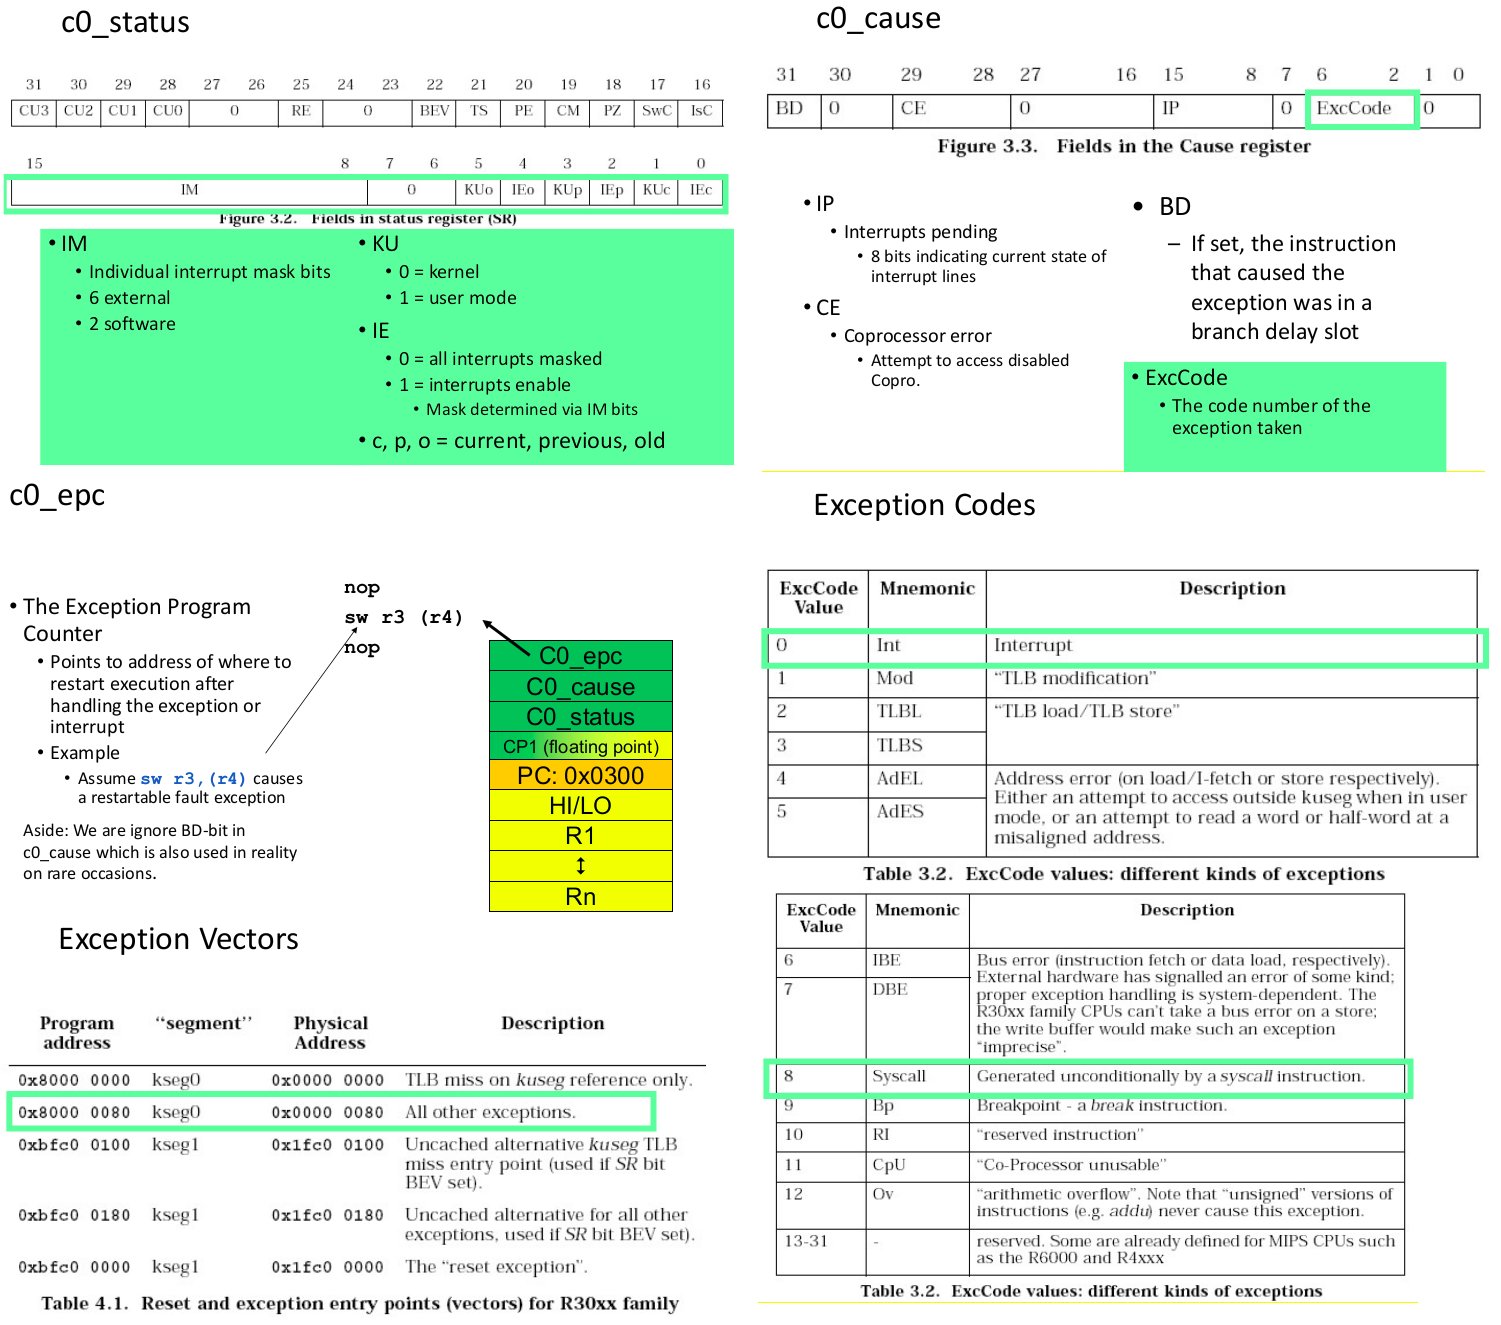 c0_status
31 30 29 28 27 26 25 24 23 22 21 20 19 18 17 16
CU3 CU2 CU1 CU0 0 RE 0 BEV TS PE CM PZ SwC IsC
15 8 7 6 5 4 3 2 1 0
IM 0 KUo IEo KUp IEp KUc IEc
Figure 3.2. Fields in status register (SR)
• IM
• Individual interrupt mask bits
• 6 external
• 2 software
• KU
• 0 = kernel
• 1 = user mode
• IE
• 0 = all interrupts masked
• 1 = interrupts enable
• Mask determined via IM bits
• c, p, o = current, previous, old
c0_cause
31 30 29 28 27 16 15 8 7 6 2 1 0
BD 0 CE 0 IP 0 ExcCode 0
Figure 3.3. Fields in the Cause register
• IP
• Interrupts pending
• 8 bits indicating current state of
interrupt lines
• CE
• Coprocessor error
• Attempt to access disabled
Copro.
• BD
– If set, the instruction
that caused the
exception was in a
branch delay slot
• ExcCode
• The code number of the
exception taken
c0_epc
• The Exception Program
Counter
• Points to address of where to
restart execution after
handling the exception or
interrupt
• Example
• Assume sw r3,(r4) causes
a restartable fault exception
Aside: We are ignore BD-bit in
c0_cause which is also used in reality
on rare occasions.
nop
sw r3 (r4)
nop
C0_epc
C0_cause
C0_status
CP1 (floating point)
PC: 0x0300
HI/LO
R1
↕
Rn
Exception Codes
ExcCode Value Mnemonic Description
0 Int Interrupt
1 Mod “TLB modification”
2 TLBL “TLB load/TLB store”
3 TLBS
4 AdEL Address error (on load/I-fetch or store respectively).
Either an attempt to access outside kuseg when in user
5 AdES mode, or an attempt to read a word or half-word at a
misaligned address.
Table 3.2. ExcCode values: different kinds of exceptions
ExcCode Value Mnemonic Description
6 IBE Bus error (instruction fetch or data load, respectively).
External hardware has signalled an error of some kind;
7 DBE proper exception handling is system-dependent. The
R30xx family CPUs can't take a bus error on a store;
the write buffer would make such an exception
“imprecise”.
8 Syscall Generated unconditionally by a syscall instruction.
9 Bp Breakpoint - a break instruction.
10 RI “reserved instruction”
11 CpU “Co-Processor unusable”
12 Ov “arithmetic overflow”. Note that “unsigned” versions of
instructions (e.g. addu) never cause this exception.
13-31 - reserved. Some are already defined for MIPS CPUs such
as the R6000 and R4xxx
Table 3.2. ExcCode values: different kinds of exceptions
Exception Vectors
Program address “segment” Physical Address Description
0x8000 0000 kseg0 0x0000 0000 TLB miss on kuseg reference only.
0x8000 0080 kseg0 0x0000 0080 All other exceptions.
0xbfc0 0100 kseg1 0x1fc0 0100 Uncached alternative kuseg TLB
miss entry point (used if SR bit
BEV set).
0xbfc0 0180 kseg1 0x1fc0 0180 Uncached alternative for all other
exceptions, used if SR bit BEV set).
0xbfc0 0000 kseg1 0x1fc0 0000 The “reset exception”.
Table 4.1. Reset and exception entry points (vectors) for R30xx family